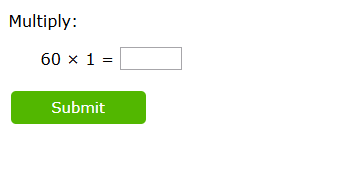 Multiply:
60 × 1 =
Submit